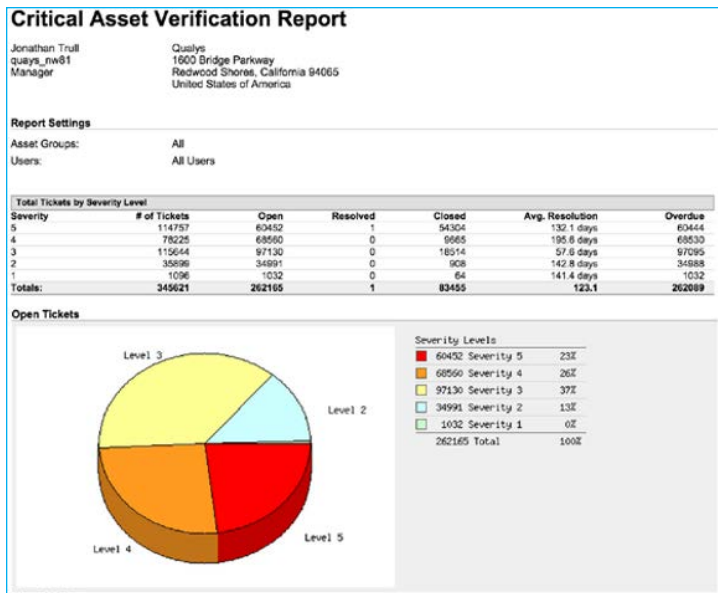 Critical Asset Verification Report
Jonathan Trull Qualys
quays_nw81 1600 Bridge Parkway
Manager Redwood Shores, California 94065
United States of America
Report Settings
Asset Groups: All
Users: All Users
Total Tickets by Severity Level
Severity # of Tickets Open Resolved Closed Avg. Resolution Overdue
5 114757 60452 1 54304 132.1 days 60444
4 78225 68560 0 9665 195.6 days 68530
3 115644 97130 0 18514 57.6 days 97095
2 35899 34991 0 908 142.8 days 34988
1 1096 1032 0 64 141.4 days 1032
Totals: 345621 262165 1 83455 123.1 262089
Open Tickets
Level 3
Level 2
Level 5
Level 4
Severity Levels
60452 Severity 5 23%
68560 Severity 4 26%
97130 Severity 3 37%
34991 Severity 2 13%
1032 Severity 1 0%
262165 Total 100%